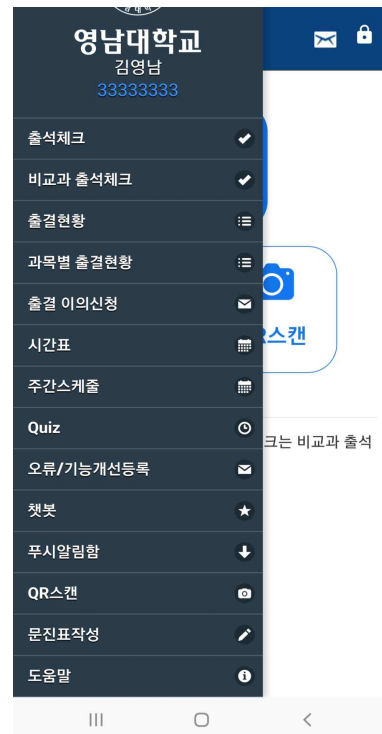 영남대학교
김영남
33333333
출석체크
비교과 출석체크
출결현황
과목별 출결현황
출결 이의신청
시간표
주간스케줄
Quiz
오류/기능개선등록
챗봇
푸시알림함
QR스캔
문진표작성
도움말
스캔
크는 비교과 출석